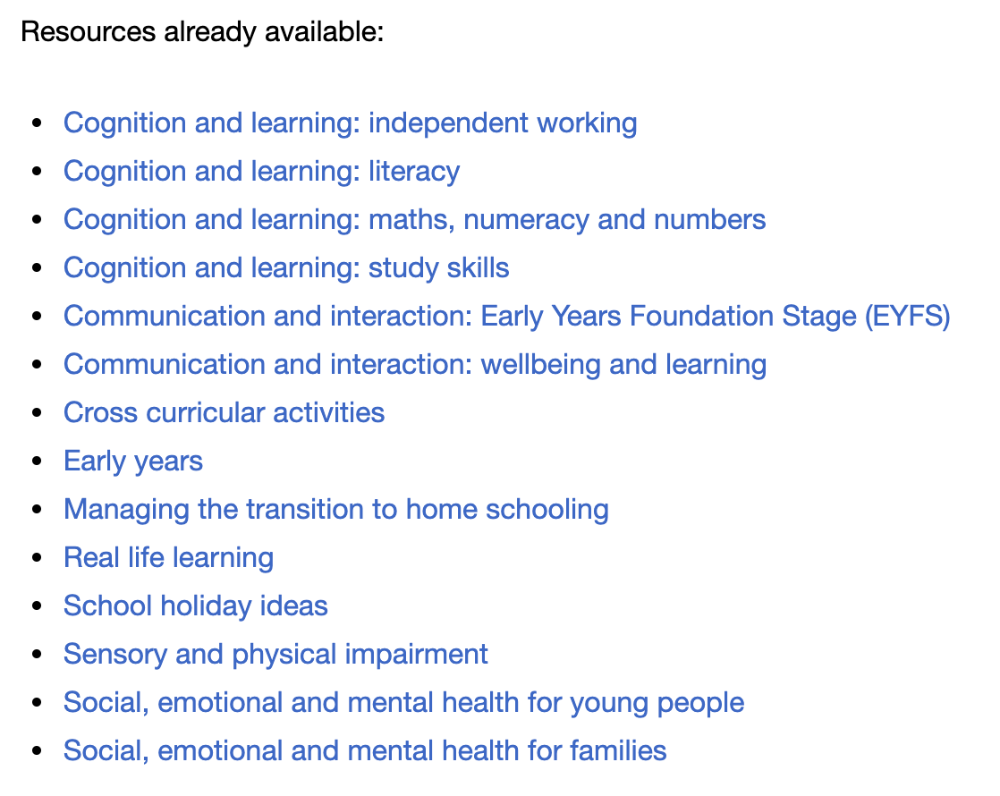 Resources already available:
• Cognition and learning: independent working
• Cognition and learning: literacy
• Cognition and learning: maths, numeracy and numbers
• Cognition and learning: study skills
• Communication and interaction: Early Years Foundation Stage (EYFS)
• Communication and interaction: wellbeing and learning
• Cross curricular activities
• Early years
• Managing the transition to home schooling
• Real life learning
• School holiday ideas
• Sensory and physical impairment
• Social, emotional and mental health for young people
• Social, emotional and mental health for families